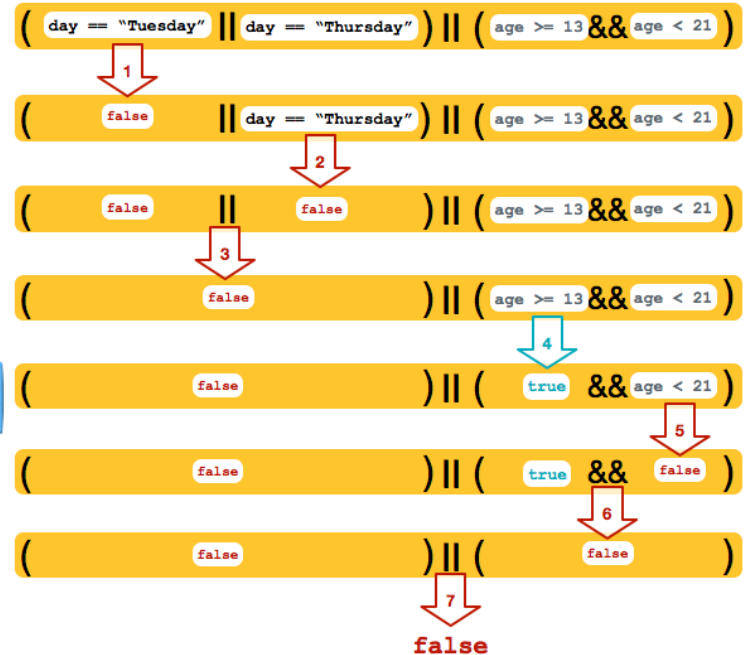 ( day == “Tuesday” || day == “Thursday” ) || ( age >= 13 && age < 21 )
1
( false || day == “Thursday” ) || ( age >= 13 && age < 21 )
2
( false || false ) || ( age >= 13 && age < 21 )
3
( false ) || ( age >= 13 && age < 21 )
4
( false ) || ( true && age < 21 )
5
( false ) || ( true && false )
6
( false ) || ( false )
7
false